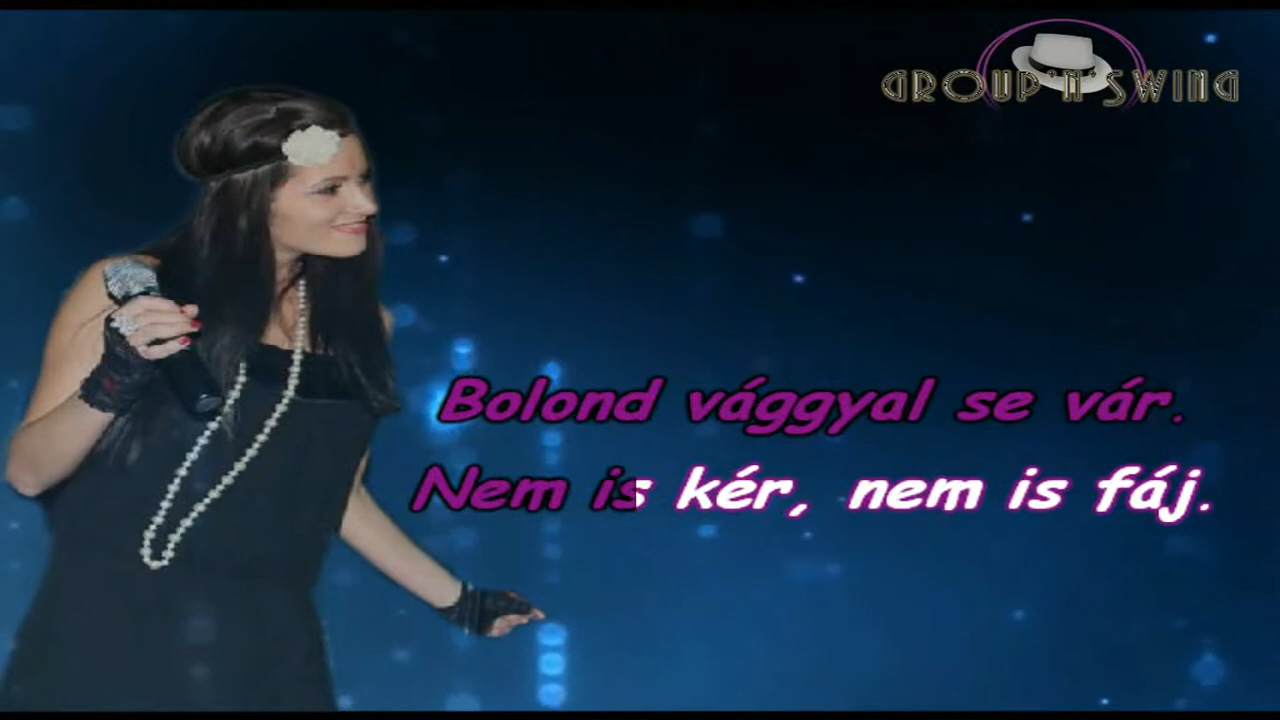 GROUP'N'SWING
Bolond vággyal se vár.
Nem is kér, nem is fáj.